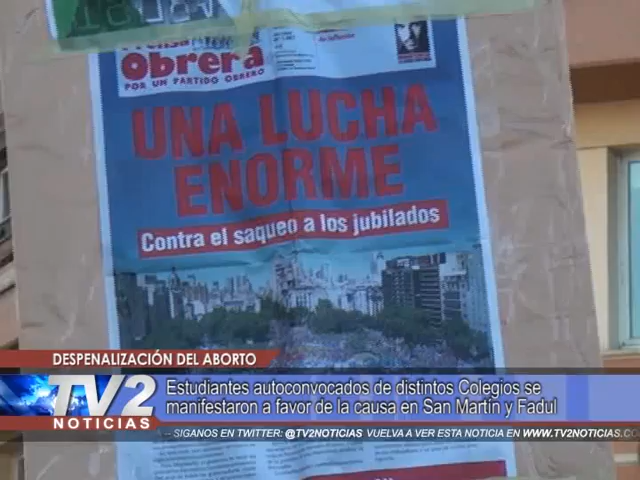 Prensa
Obrera
POR UN PARTIDO OBRERO
UNA LUCHA
ENORME
Contra el saqueo a los jubilados
DESPENALIZACIÓN DEL ABORTO
TV2
NOTICIAS
Estudiantes autoconvocados de distintos Colegios se
manifestaron a favor de la causa en San Martín y Fadul
A — SIGANOS EN TWITTER: @TV2NOTICIAS VUELVA A VER ESTA NOTICIA EN WWW.TV2NOTICIAS.CO